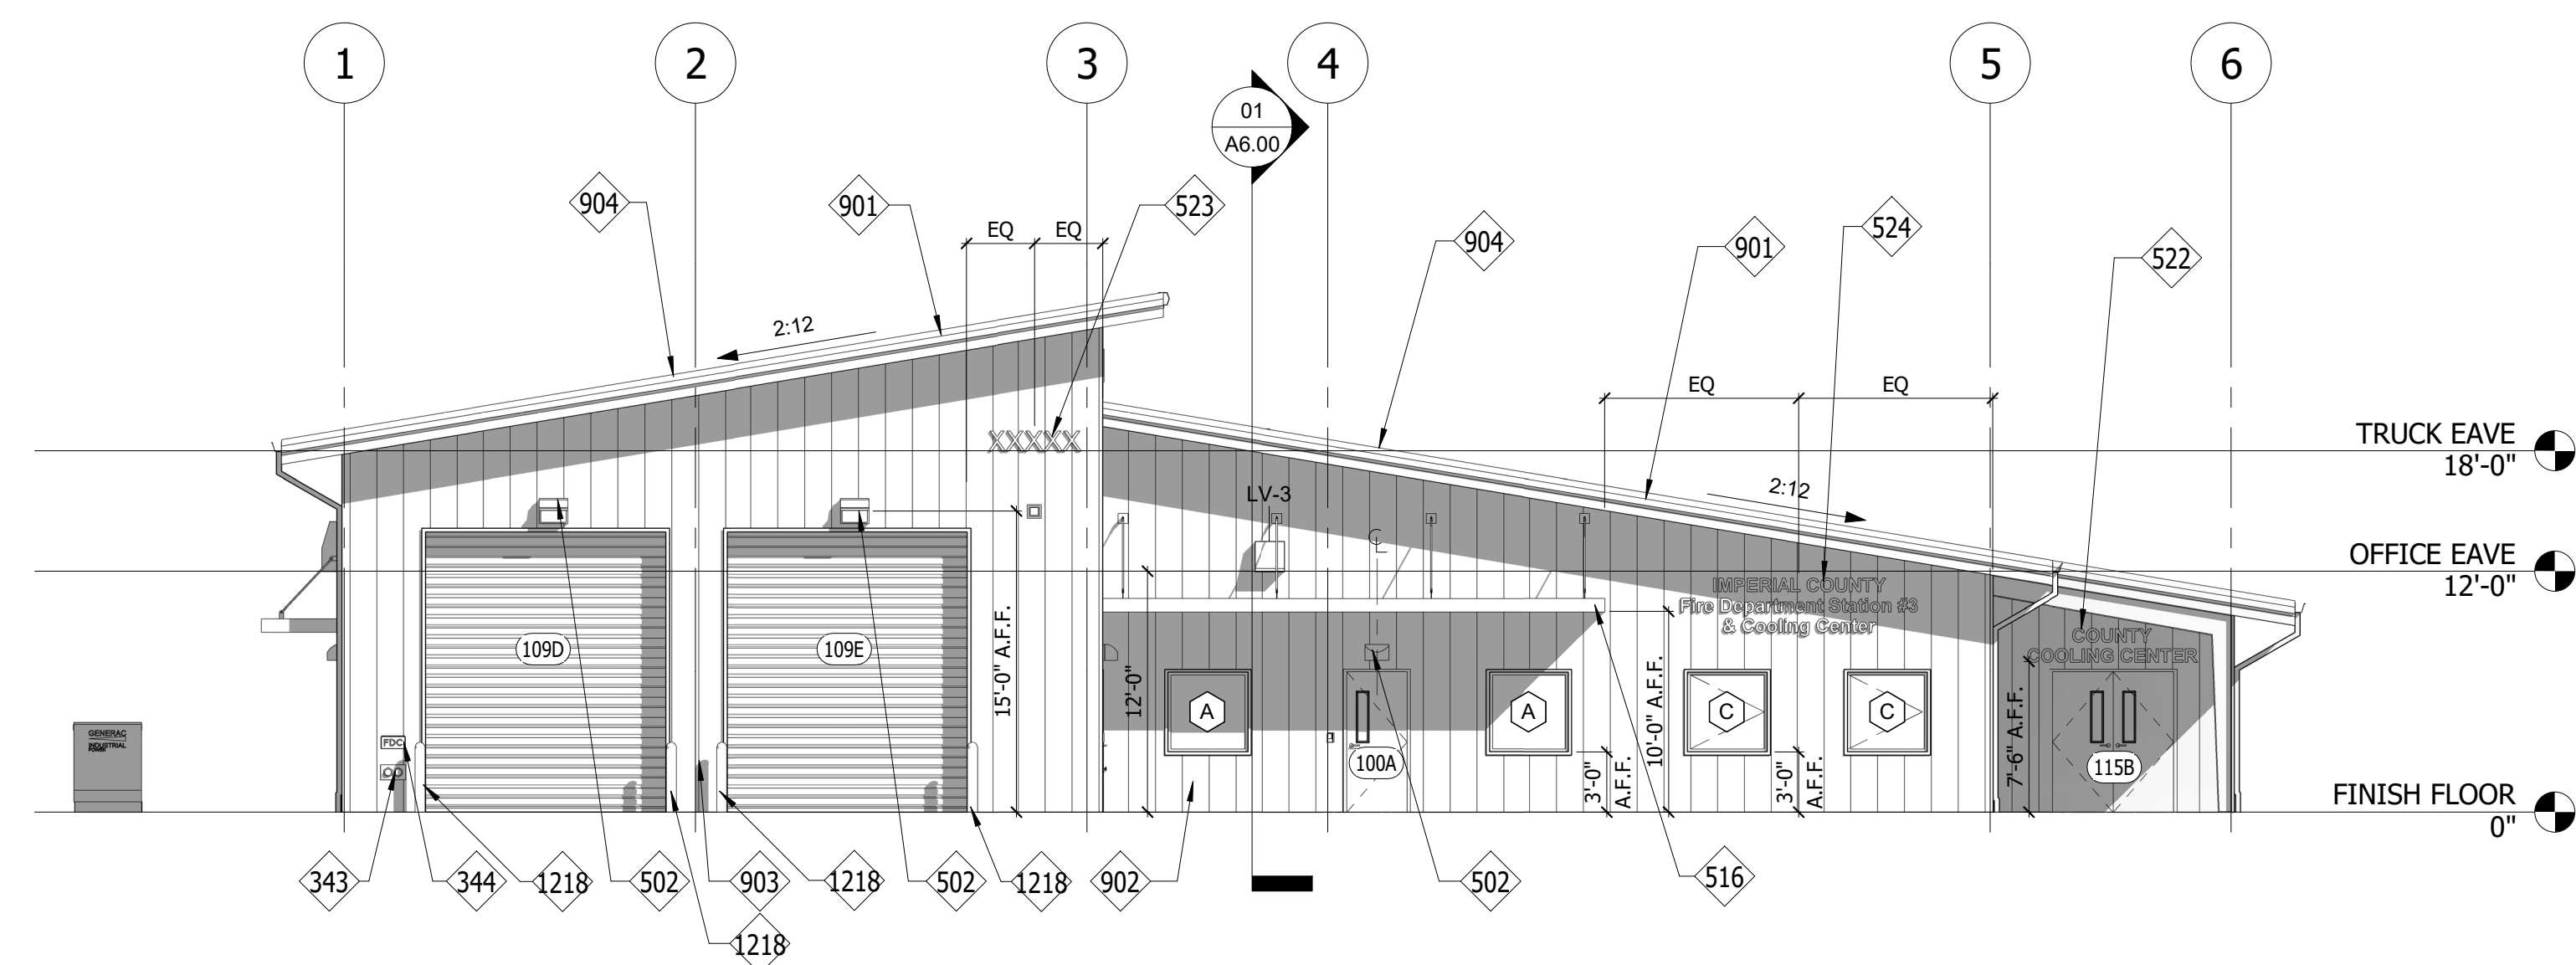 1
2
3
4
5
6
01
A6.00
904
901
523
904
901
524
522
EQ
EQ
2:12
EQ
EQ
2:12
XXXXX
TRUCK EAVE
18'-0"
LV-3
CL
OFFICE EAVE
12'-0"
IMPERIAL COUNTY
Fire Department Station #3
& Cooling Center
COUNTY
COOLING CENTER
109D
109E
15'-0" A.F.F.
12'-0"
10'-0" A.F.F.
7'-6" A.F.F.
A
A
C
C
3'-0"
A.F.F.
3'-0"
A.F.F.
GENERAC
INDUSTRIAL
POWER
FDC
100A
115B
FINISH FLOOR
0"
343
344
1218
502
903
1218
502
1218
902
502
516
1218